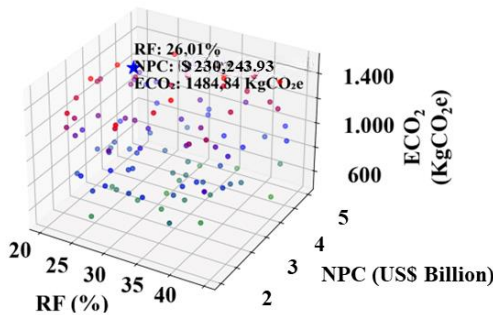 RF: 26,01%
NPC: $ 230,243.93
ECO₂: 1484,84 KgCO₂e
1.400
1.000
600
ECO₂
(KgCO₂e)
5
4
3
2
NPC (US$ Billion)
20
25
30
35
40
RF (%)